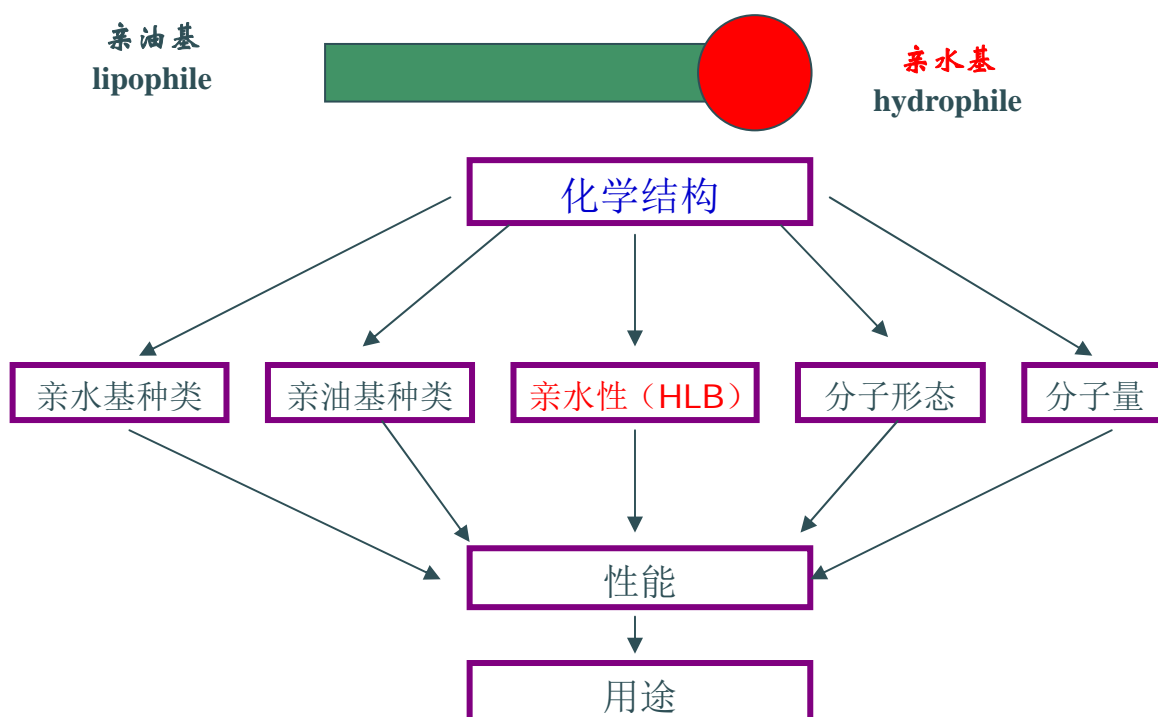 亲油基
lipophile
亲水基
hydrophile
化学结构
亲水基种类
亲油基种类
亲水性（HLB）
分子形态
分子量
性能
用途